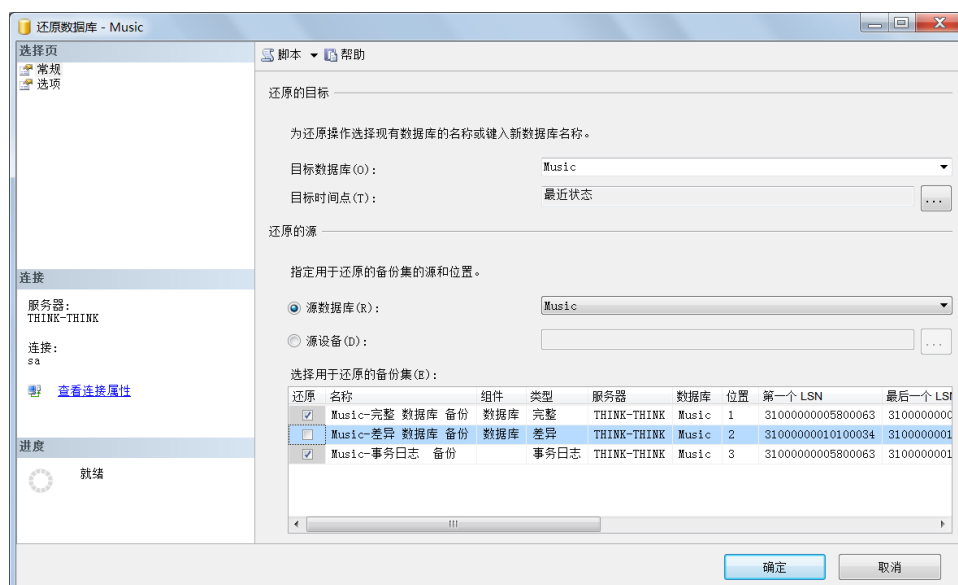 还原数据库 - Music
选择页
常规
选项
脚本 帮助
还原的目标
为还原操作选择现有数据库的名称或键入新数据库名称。
目标数据库(O): Music
目标时间点(T): 最近状态 ...
还原的源
指定用于还原的备份集的源和位置。
源数据库(R): Music
源设备(D): ...
选择用于还原的备份集(E):
还原 名称 组件 类型 服务器 数据库 位置 第一个 LSN 最后一个 LSN
Music-完整 数据库 备份 数据库 完整 THINK-THINK Music 1 31000000005800063 3100000000
Music-差异 数据库 备份 数据库 差异 THINK-THINK Music 2 31000000010100034 3100000001
Music-事务日志 备份 事务日志 THINK-THINK Music 3 31000000005800063 3100000001
连接
服务器:
THINK-THINK
连接:
sa
查看连接属性
进度
就绪
确定 取消